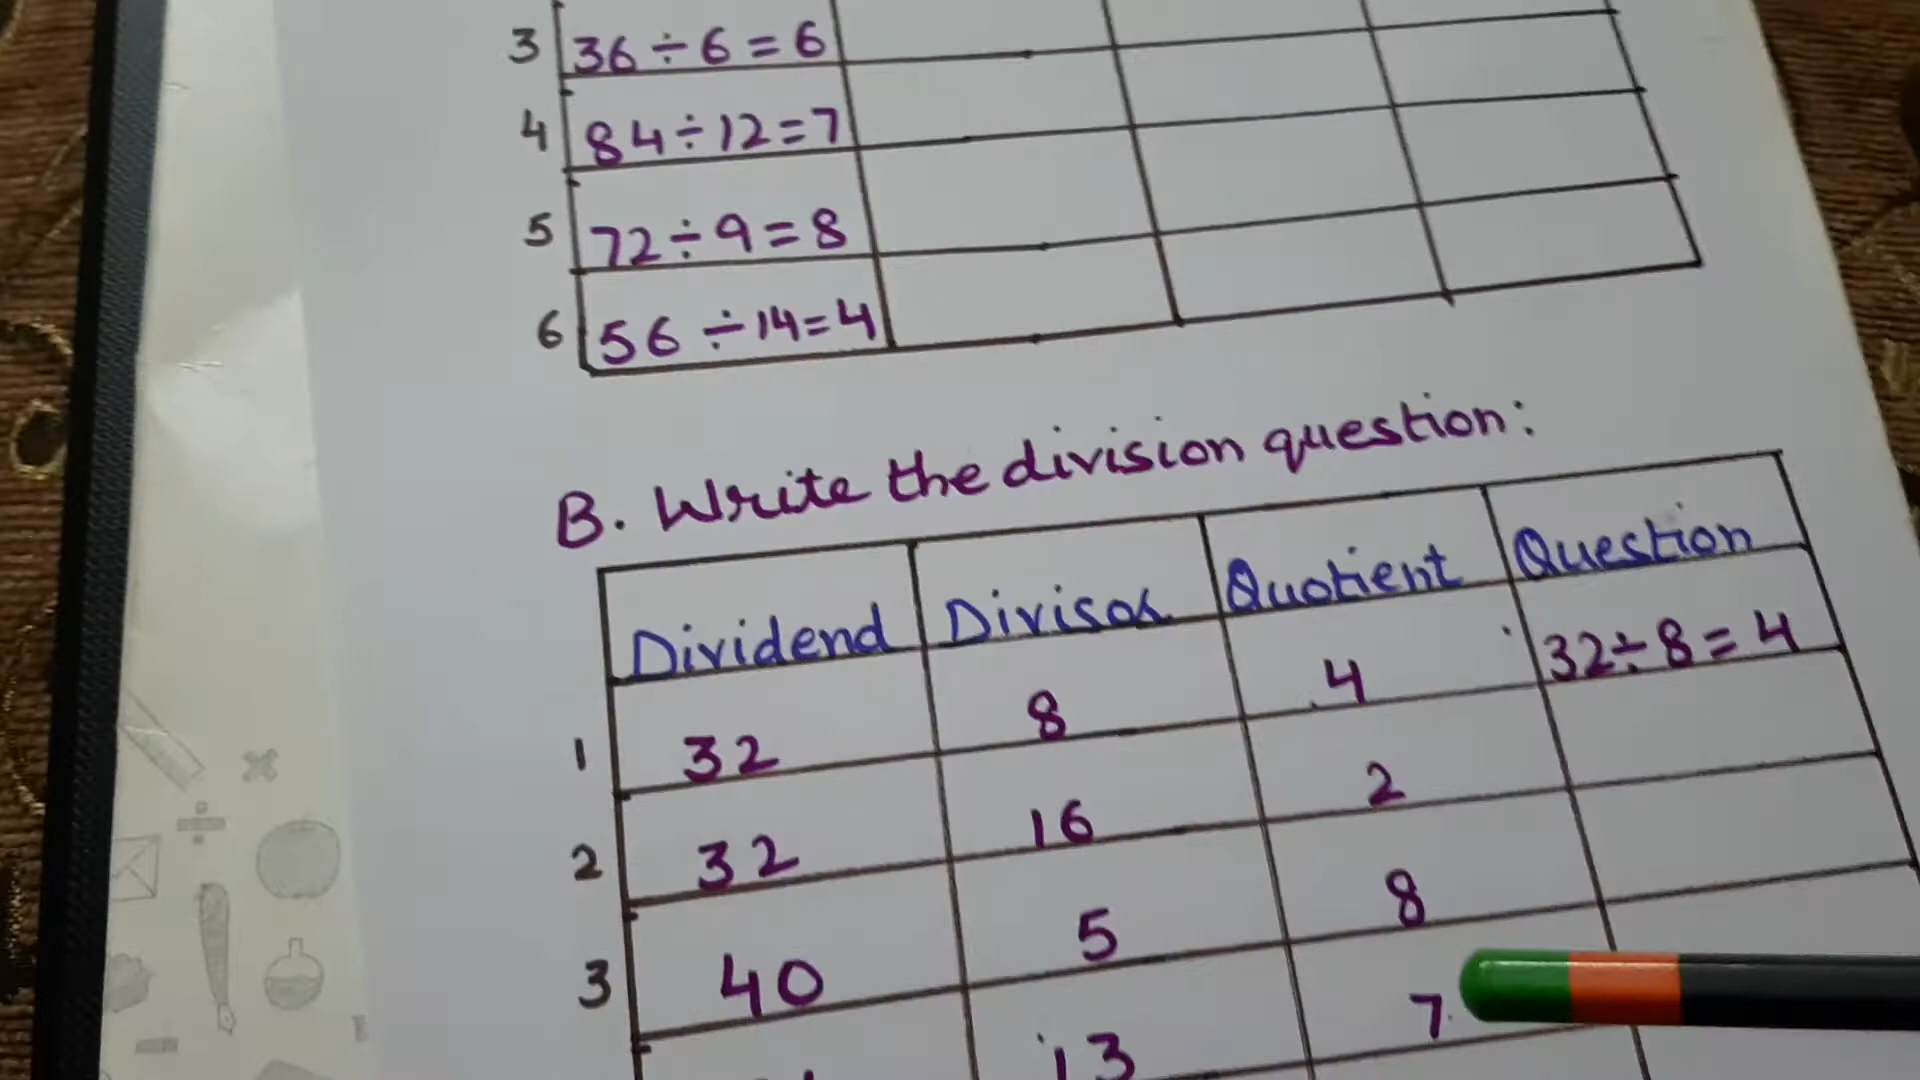 3 36 ÷ 6 = 6
4 84 ÷ 12 = 7
5 72 ÷ 9 = 8
6 56 ÷ 14 = 4
B. Write the division question:
Dividend Divisor Quotient Question
1 32 8 4 32 ÷ 8 = 4
2 32 16 2
3 40 5 8
13 7